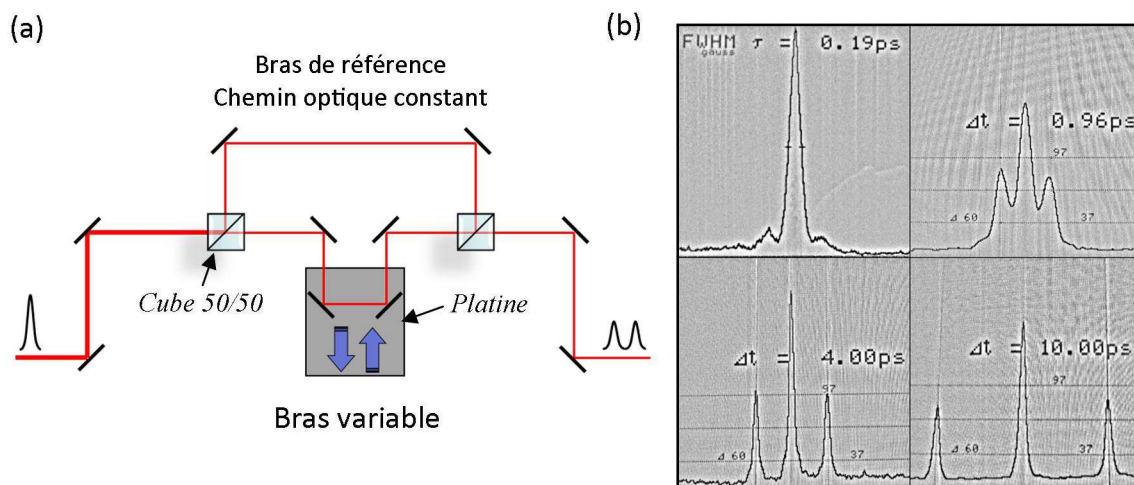 (a)
Bras de référence
Chemin optique constant
Cube 50/50
Platine
Bras variable
(b)
FWHM τ = 0.19ps
gauss
Δt = 0.96ps
97
Δ 60
37
Δt = 4.00ps
97
Δ 60
37
Δt = 10.00ps
97
Δ 60
37